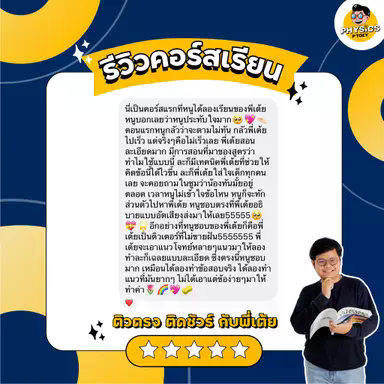 PHYSICS
P'TOEY
รีวิวคอร์สเรียน
นี่เป็นคอร์สแรกที่หนูได้ลองเรียนของพี่เต้ย
หนูบอกเลยว่าหนูประทับใจมาก🥹💖✨
ตอนแรกหนูกลัวว่าจะตามไม่ทัน กลัวพี่เต้ย
ไปเร็ว แต่จริงๆคือไม่เร็วเลย พี่เต้ยสอน
ละเอียดมาก มีการสอนที่มาของสูตรว่า
ทำไมใช้แบบนี้ ละก็มีเทคนิคพี่เต้ยที่ช่วยให้
คิดข้อนี้ได้ไวขึ้น ละก็พี่เต้ยใส่ใจเด็กทุกคน
เลย จะคอยถามในซูมว่าน้องทันมั้ยอยู่
ตลอด เวลาหนูไม่เข้าใจข้อไหน หนูก็จะทัก
ส่วนตัวไปหาพี่เต้ย หนูชอบตรงที่พี่เต้ยอธิ
บายแบบอัดเสียงส่งมาให้เลย55555🥹
💖 อีกอย่างที่หนูชอบของพี่เต้ยก็คือพี่
เต้ยเป็นติวเตอร์ที่ไม่ขายฝัน5555555 พี่
เต้ยจะเอาแนวโจทย์หลายๆแนวมาให้ลอง
ทำละก็เฉลยแบบละเอียด ซึ่งตรงนี้หนูชอบ
มาก เหมือนได้ลองทำข้อสอบจริง ได้ลองทำ
แนวที่มันยากๆ ไม่ได้เอาแต่ข้อง่ายๆมาให้
ทำค่า🌷🌈💖
ติวตรง ติดชัวร์ กับพี่เต้ย